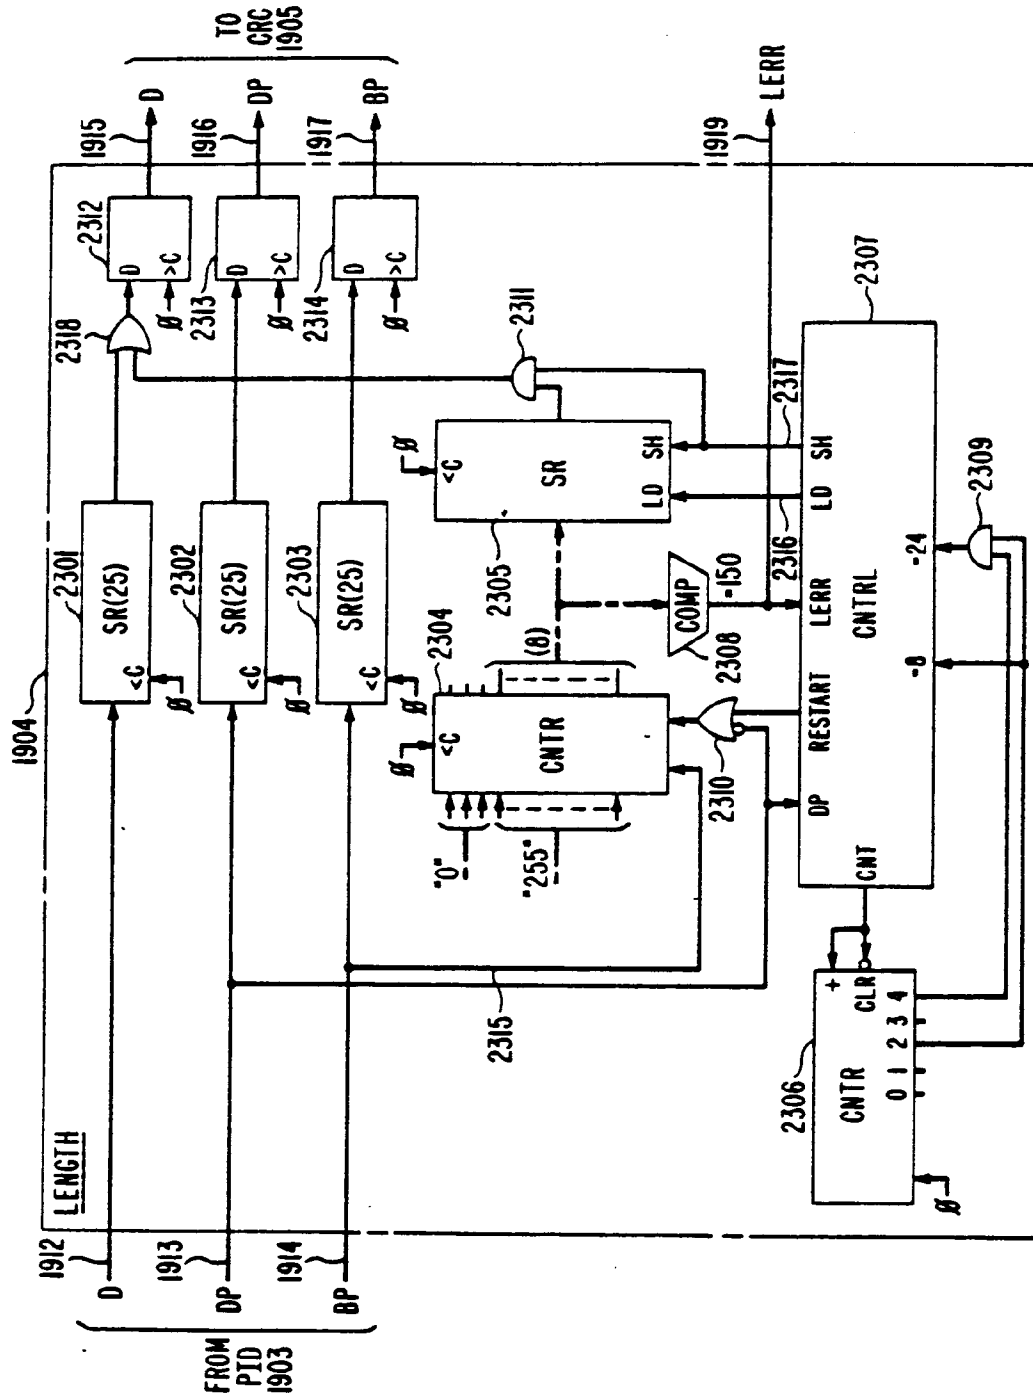 1904
LENGTH
FROM
PID
1903
D
1912
DP
1913
BP
1914
2301
SR(25)
<C
Ø
2302
SR(25)
<C
Ø
2303
SR(25)
<C
Ø
2318
2312
D
>C
Ø
2313
D
>C
Ø
2314
D
>C
Ø
1915
D
1916
DP
1917
BP
TO
CRC
1905
2315
"0"
"255"
Ø
<C
CNTR
2304
(8)
2305
Ø
<C
SR
LD
SH
2311
COMP
2308
=150
1919
LERR
2310
2316
2317
2307
DP
RESTART
LERR
LD
SH
CNT
CNTRL
=8
=24
2309
2306
+
CLR
CNTR
0 1 2 3 4
Ø